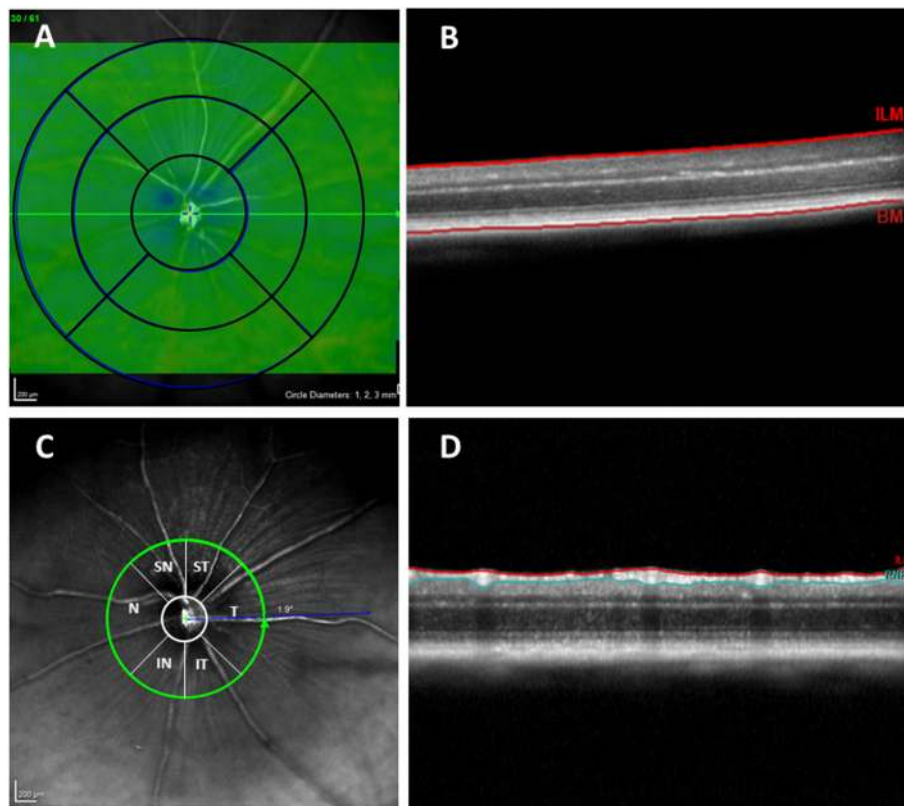 30 / 61
A
200 µm
Circle Diameters: 1, 2, 3 mm
B
ILM
BM
C
SN
ST
N
T
1.9°
IN
IT
200 µm
D